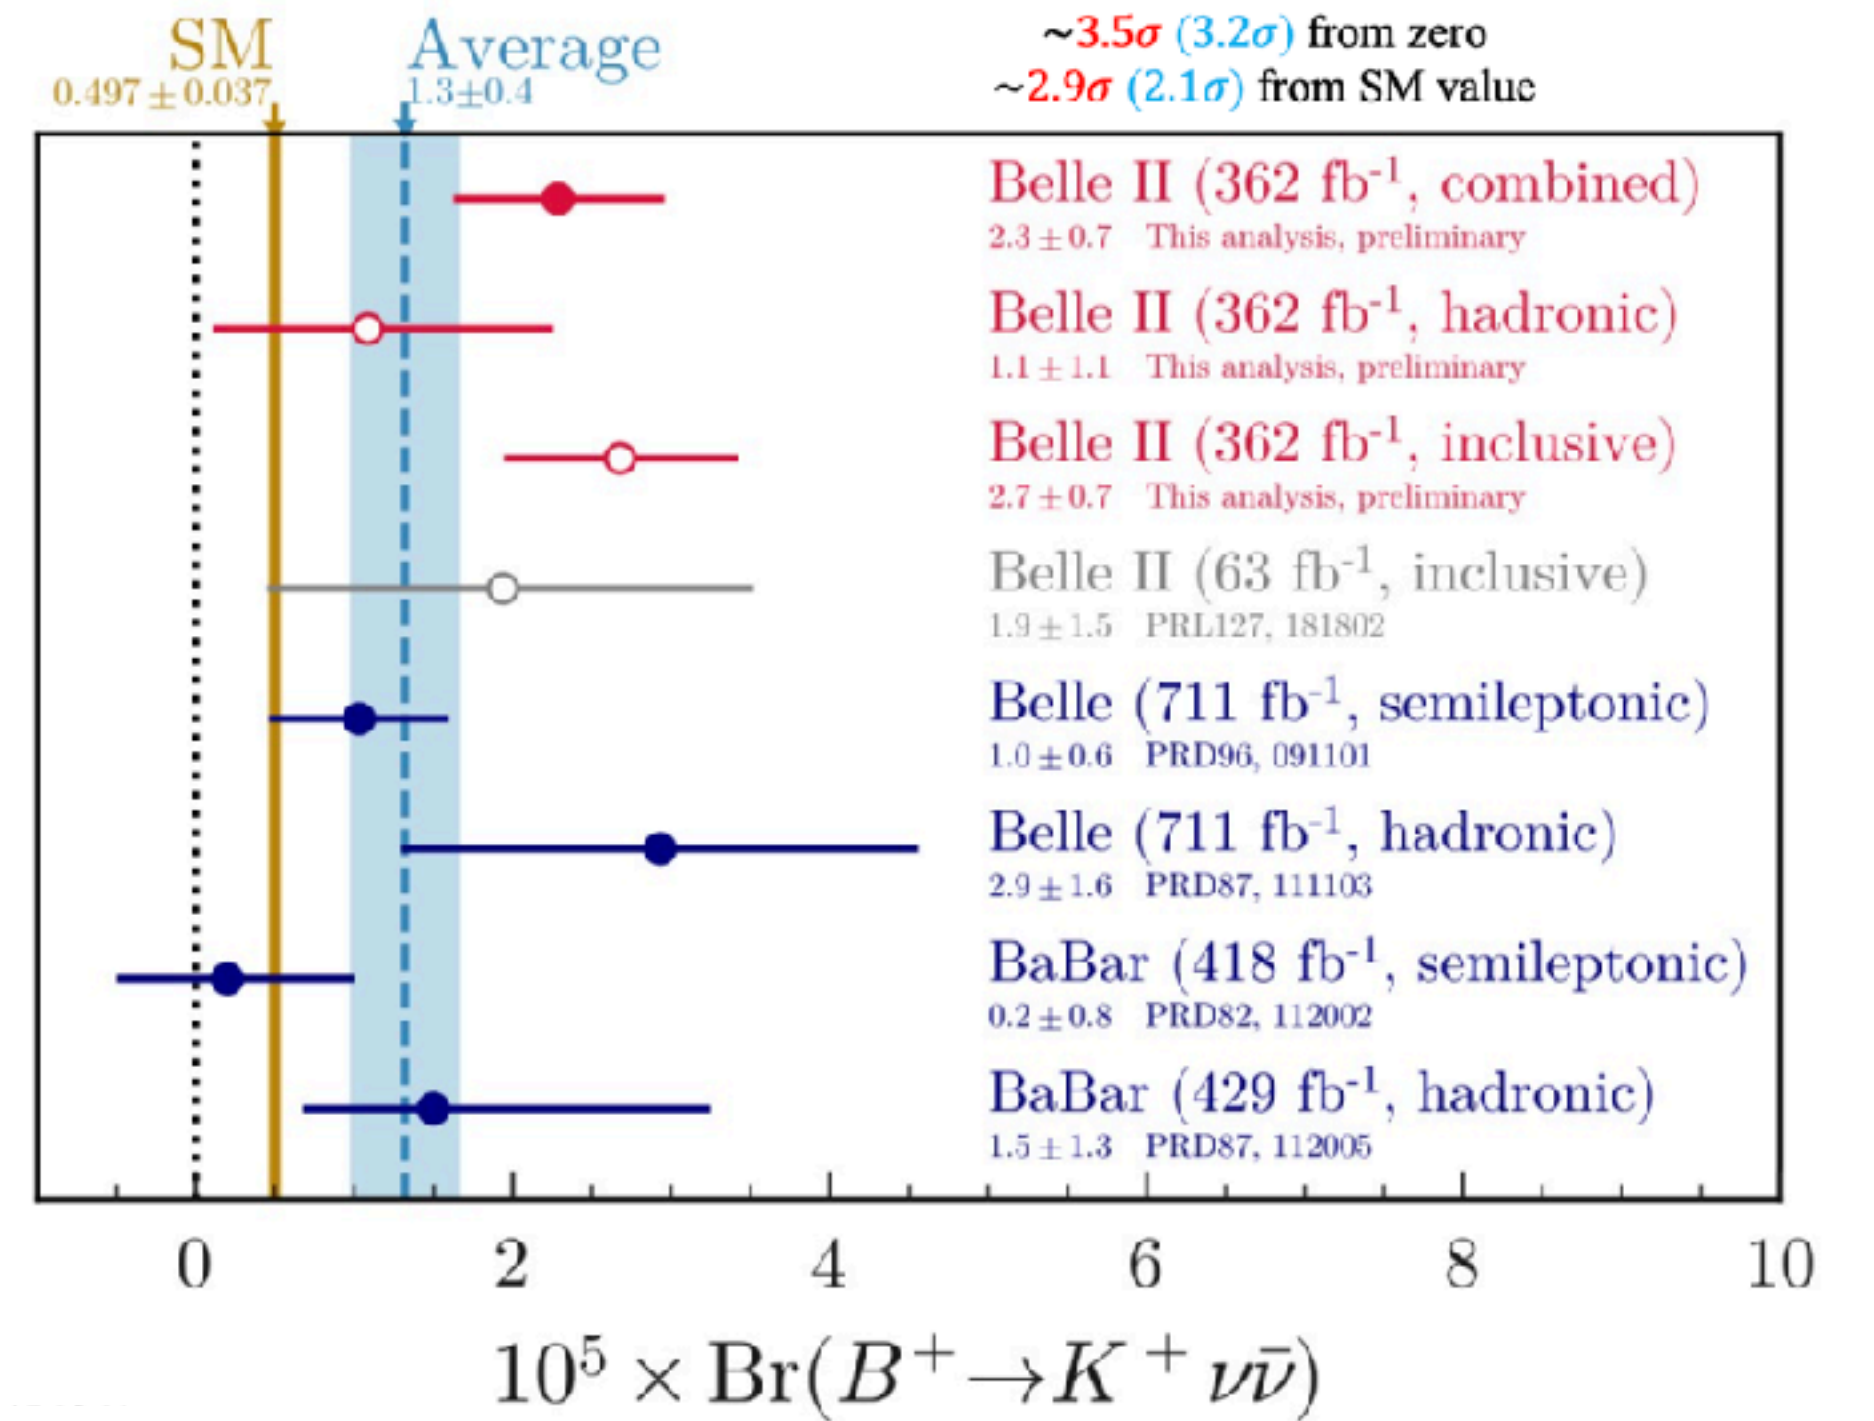 SM
0.497 ± 0.037
Average
1.3±0.4
~3.5σ (3.2σ) from zero
~2.9σ (2.1σ) from SM value
Belle II (362 fb⁻¹, combined)
2.3 ± 0.7 This analysis, preliminary
Belle II (362 fb⁻¹, hadronic)
1.1 ± 1.1 This analysis, preliminary
Belle II (362 fb⁻¹, inclusive)
2.7 ± 0.7 This analysis, preliminary
Belle II (63 fb⁻¹, inclusive)
1.9 ± 1.5 PRL127, 181802
Belle (711 fb⁻¹, semileptonic)
1.0 ± 0.6 PRD96, 091101
Belle (711 fb⁻¹, hadronic)
2.9 ± 1.6 PRD87, 111103
BaBar (418 fb⁻¹, semileptonic)
0.2 ± 0.8 PRD82, 112002
BaBar (429 fb⁻¹, hadronic)
1.5 ± 1.3 PRD87, 112005
0 2 4 6 8 10
10⁵ × Br(B⁺→K⁺νν̄)